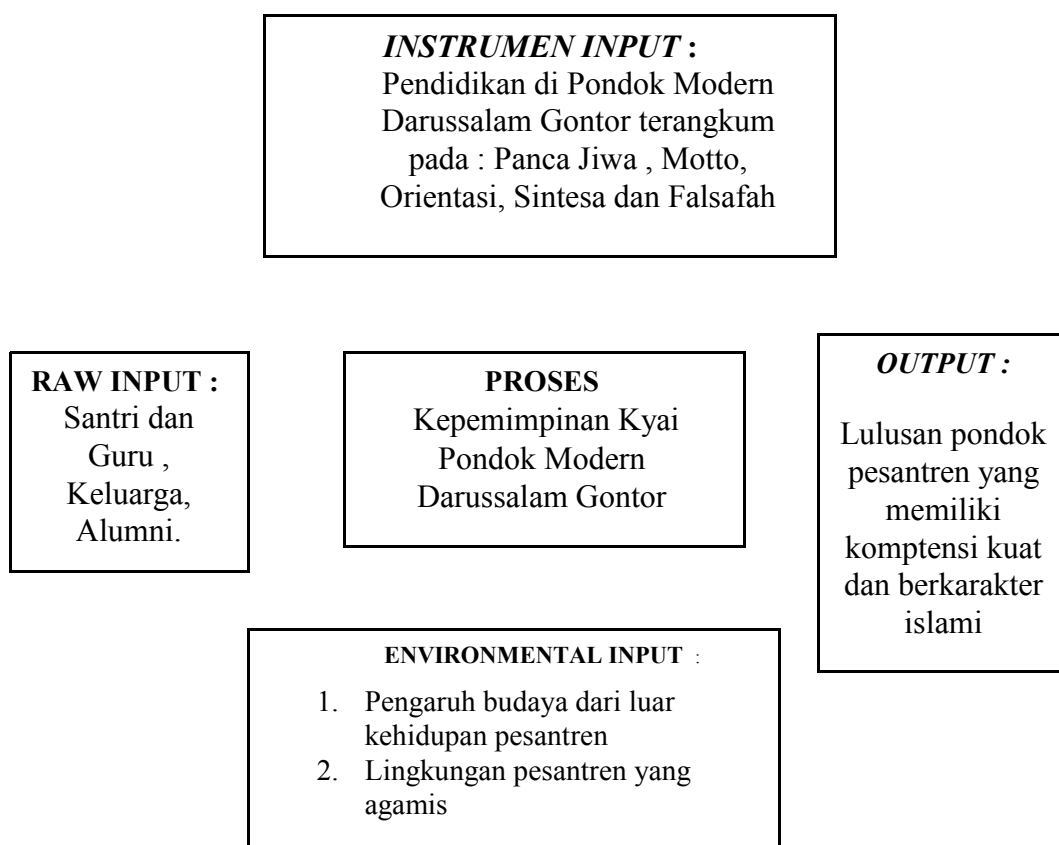 INSTRUMEN INPUT :
Pendidikan di Pondok Modern
Darussalam Gontor terangkum
pada : Panca Jiwa , Motto,
Orientasi, Sintesa dan Falsafah
RAW INPUT :
Santri dan
Guru ,
Keluarga,
Alumni.
PROSES
Kepemimpinan Kyai
Pondok Modern
Darussalam Gontor
OUTPUT :
Lulusan pondok
pesantren yang
memiliki
komptensi kuat
dan berkarakter
islami
ENVIRONMENTAL INPUT :
1. Pengaruh budaya dari luar
kehidupan pesantren
2. Lingkungan pesantren yang
agamis